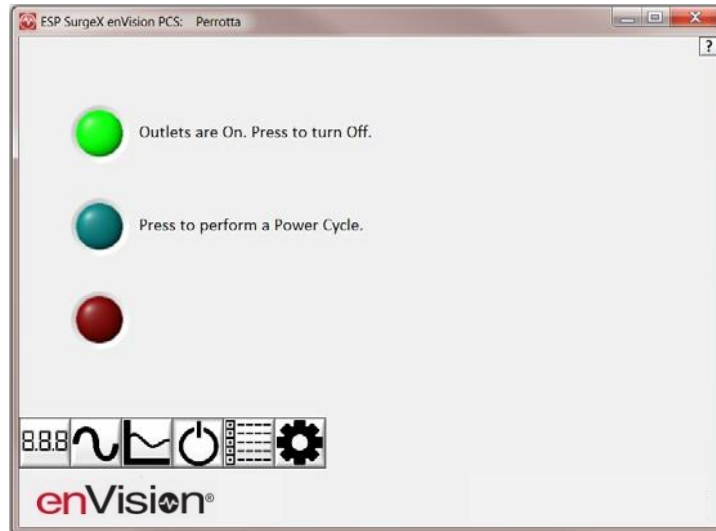 ESP SurgeX enVision PCS: Perrotta
?
Outlets are On. Press to turn Off.
Press to perform a Power Cycle.
8.8.8
enVision®